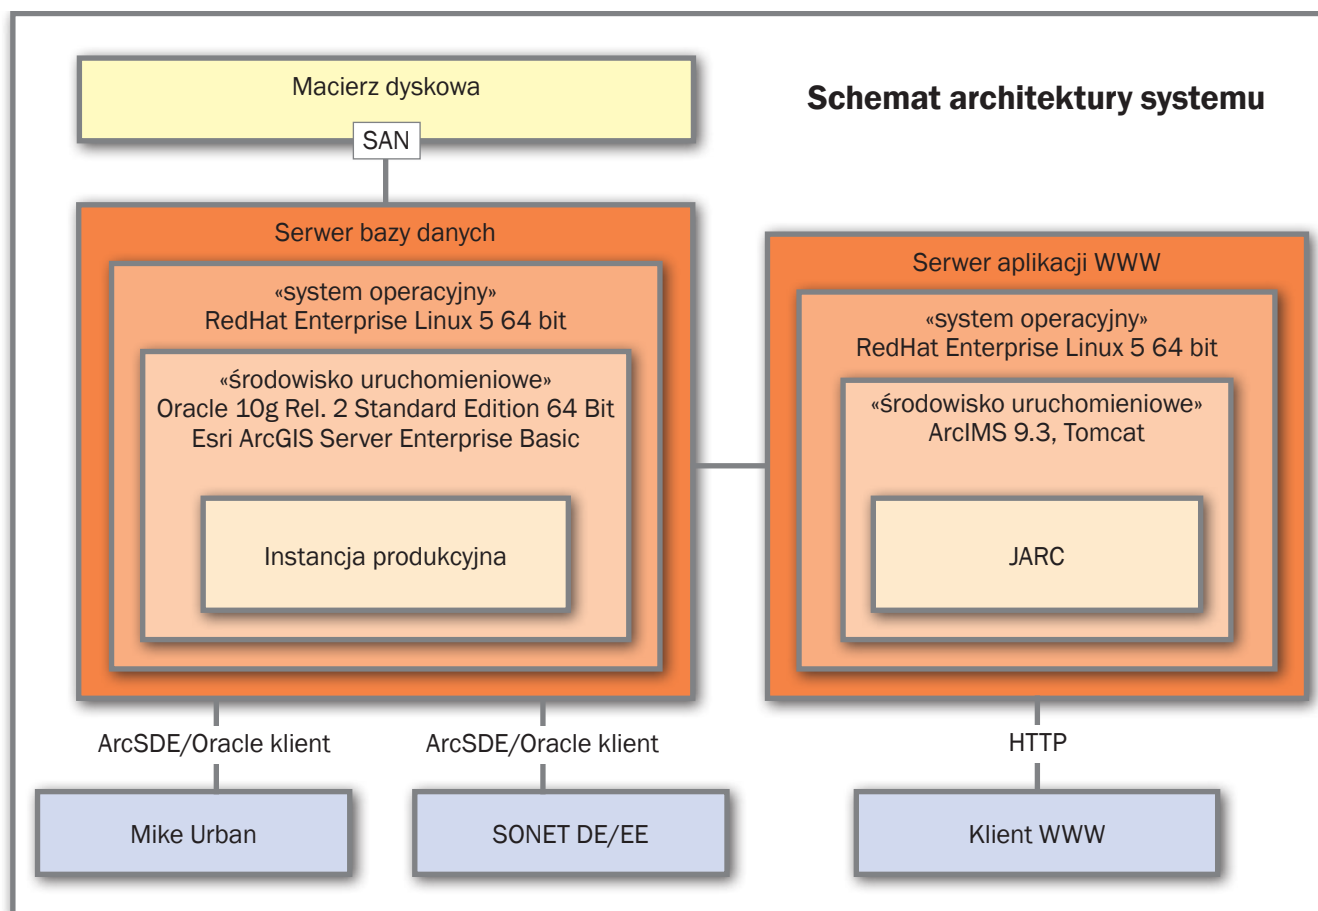 Schemat architektury systemu
Macierz dyskowa
SAN
Serwer bazy danych
«system operacyjny»
RedHat Enterprise Linux 5 64 bit
«środowisko uruchomieniowe»
Oracle 10g Rel. 2 Standard Edition 64 Bit
Esri ArcGIS Server Enterprise Basic
Instancja produkcyjna
Serwer aplikacji WWW
«system operacyjny»
RedHat Enterprise Linux 5 64 bit
«środowisko uruchomieniowe»
ArcIMS 9.3, Tomcat
JARC
ArcSDE/Oracle klient
ArcSDE/Oracle klient
HTTP
Mike Urban
SONET DE/EE
Klient WWW